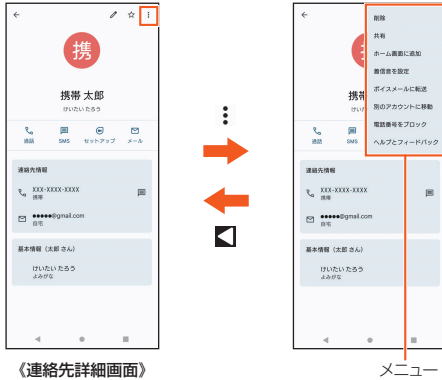 携
携帯 太郎
けいたい たろう
通話
SMS
セットアップ
メール
連絡先情報
XXX-XXXX-XXXX
携帯
●●●●●@gmail.com
自宅
基本情報（太郎 さん）
けいたい たろう
よみがな
《連絡先詳細画面》
削除
共有
ホーム画面に追加
着信音を設定
ボイスメールに転送
別のアカウントに移動
電話番号をブロック
ヘルプとフィードバック
携帯
けいた
通話
SMS
連絡先情報
XXX-XXXX-XXXX
携帯
●●●●●@gmail.com
自宅
基本情報（太郎 さん）
けいたい たろう
よみがな
メニュー